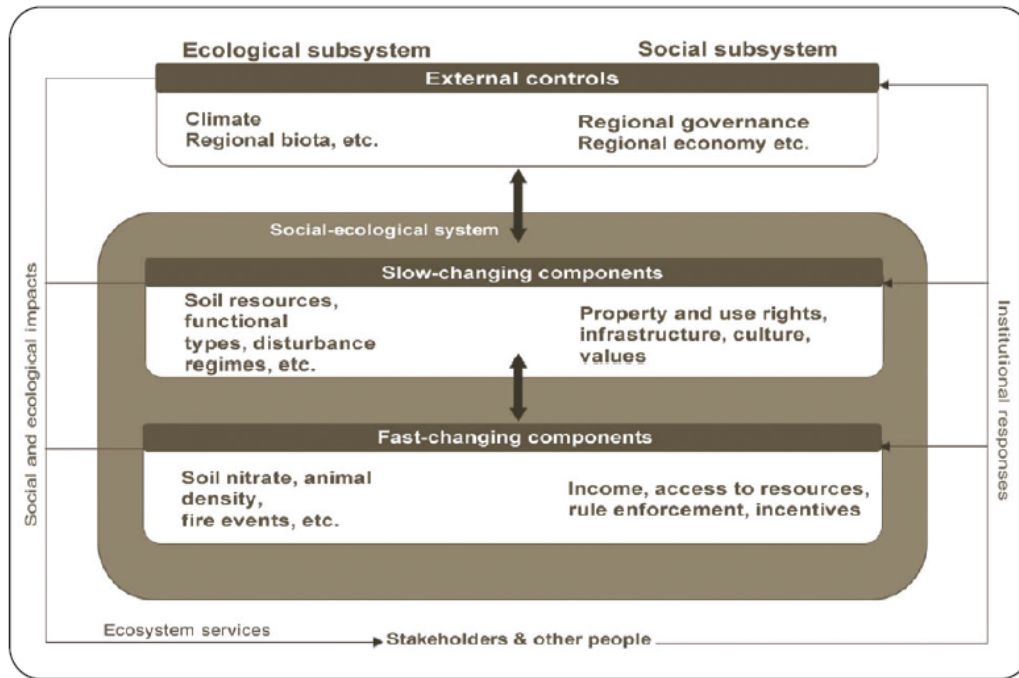 Ecological subsystem
Social subsystem
External controls
Climate
Regional biota, etc.
Regional governance
Regional economy etc.
Social-ecological system
Slow-changing components
Soil resources,
functional
types, disturbance
regimes, etc.
Property and use rights,
infrastructure, culture,
values
Fast-changing components
Soil nitrate, animal
density,
fire events, etc.
Income, access to resources,
rule enforcement, incentives
Social and ecological impacts
Institutional responses
Ecosystem services
Stakeholders & other people